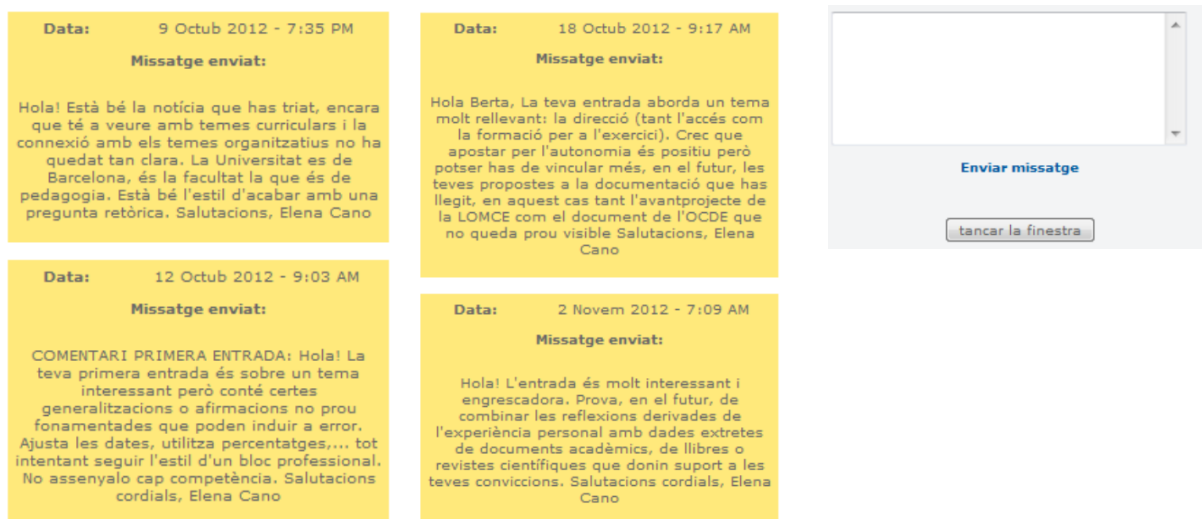 Data: 9 Octub 2012 - 7:35 PM
Missatge enviat:
Hola! Està bé la notícia que has triat, encara
que té a veure amb temes curriculars i la
connexió amb els temes organitzatius no ha
quedat tan clara. La Universitat es de
Barcelona, és la facultat la que és de
pedagogia. Està bé l'estil d'acabar amb una
pregunta retòrica. Salutacions, Elena Cano
Data: 12 Octub 2012 - 9:03 AM
Missatge enviat:
COMENTARI PRIMERA ENTRADA: Hola! La
teva primera entrada és sobre un tema
interessant però conté certes
generalitzacions o afirmacions no prou
fonamentades que poden induir a error.
Ajusta les dates, utilitza percentatges,... tot
intentant seguir l'estil d'un bloc professional.
No assenyalo cap competència. Salutacions
cordials, Elena Cano
Data: 18 Octub 2012 - 9:17 AM
Missatge enviat:
Hola Berta, La teva entrada aborda un tema
molt rellevant: la direcció (tant l'accés com
la formació per a l'exercici). Crec que
apostar per l'autonomia és positiu però
potser has de vincular més, en el futur, les
teves propostes a la documentació que has
llegit, en aquest cas tant l'avantprojecte de
la LOMCE com el document de l'OCDE que
no queda prou visible Salutacions, Elena
Cano
Data: 2 Novem 2012 - 7:09 AM
Missatge enviat:
Hola! L'entrada és molt interessant i
engrescadora. Prova, en el futur, de
combinar les reflexions derivades de
l'experiència personal amb dades extretes
de documents acadèmics, de llibres o
revistes científiques que donin suport a les
teves conviccions. Salutacions cordials, Elena
Cano
Enviar missatge
tancar la finestra